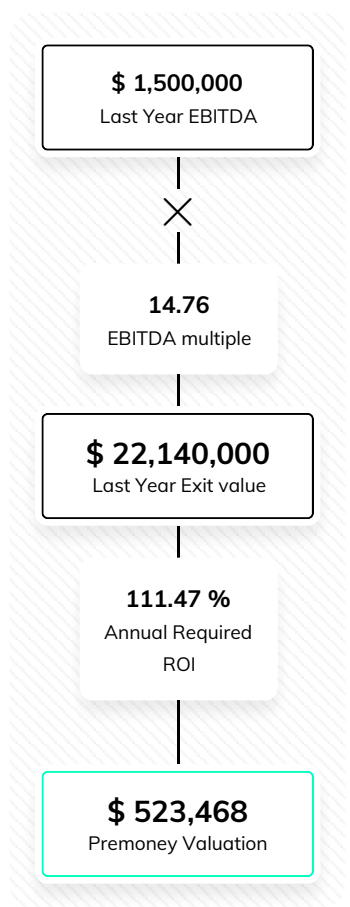 $ 1,500,000
Last Year EBITDA
14.76
EBITDA multiple
$ 22,140,000
Last Year Exit value
111.47 %
Annual Required
ROI
$ 523,468
Premoney Valuation